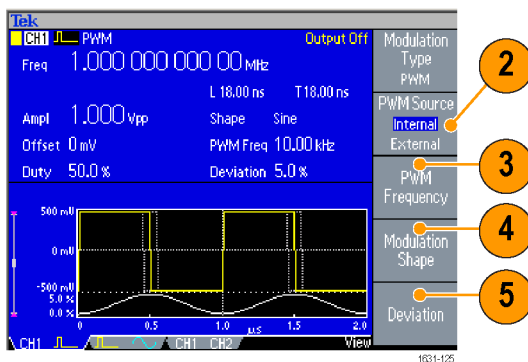 Tek
CH1 PWM Output Off
Freq 1.000 000 000 00 MHz
L 18.00 ns T 18.00 ns
Ampl 1.000 Vpp Shape Sine
Offset 0 mV PWM Freq 10.00 kHz
Duty 50.0 % Deviation 5.0 %
500 mV
0 mV
-500 mV
5.0 %
0.0 %
0 0.5 1.0 μs 1.5 2.0
CH1 CH1 CH2 View
Modulation
Type
PWM
PWM Source
Internal
External
PWM
Frequency
Modulation
Shape
Deviation
2
3
4
5
1631-125